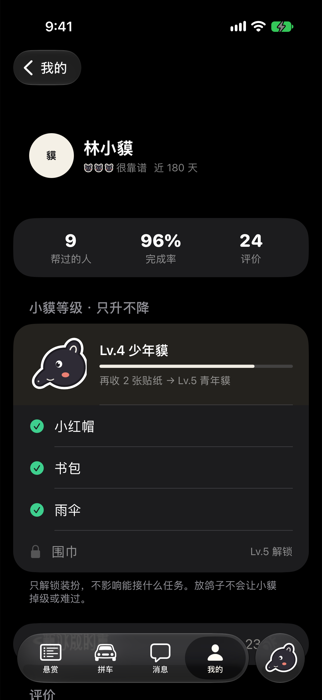 9:41
我的
貘
林小貘
很靠谱 近 180 天
9
96%
24
帮过的人
完成率
评价
小貘等级 · 只升不降
Lv.4 少年貘
再收 2 张贴纸 → Lv.5 青年貘
小红帽
书包
雨伞
围巾
Lv.5 解锁
只解锁装扮，不影响能接什么任务。放鸽子不会让小貘
掉级或难过。
悬赏
拼车
消息
我的
评价